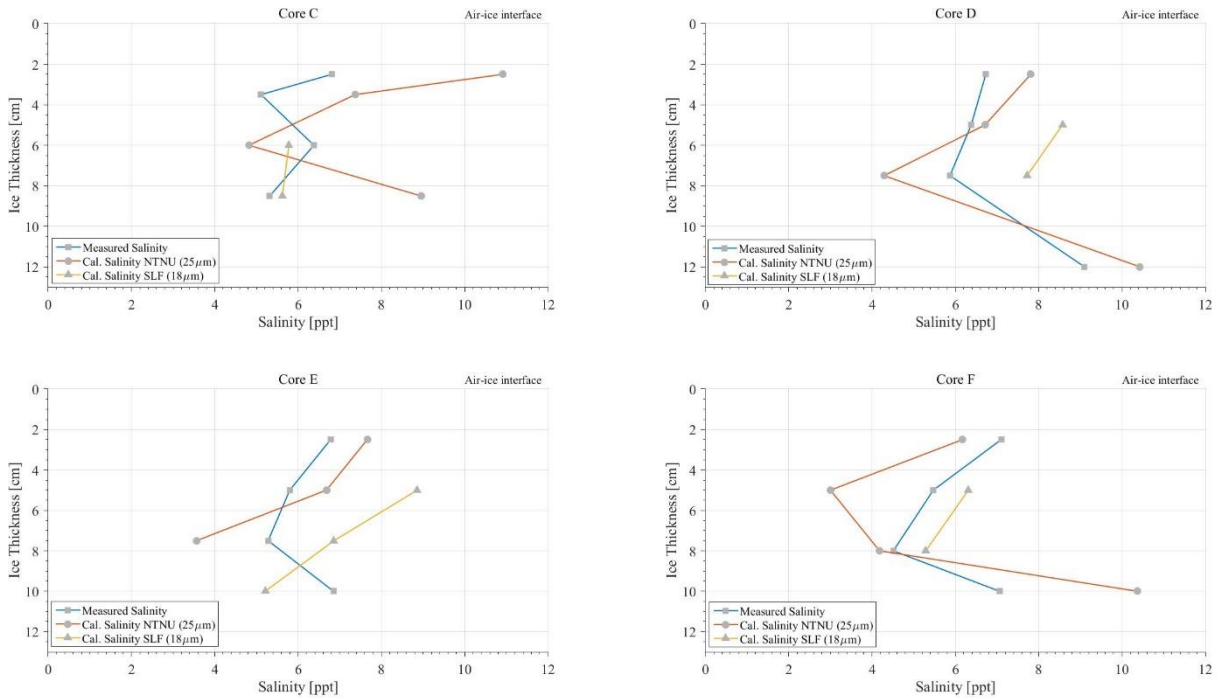 Core C
Air-ice interface
0
2
4
6
8
10
12
Ice Thickness [cm]
Measured Salinity
Cal. Salinity NTNU (25μm)
Cal. Salinity SLF (18μm)
0 2 4 6 8 10 12
Salinity [ppt]
Core D
Air-ice interface
0
2
4
6
8
10
12
Ice Thickness [cm]
Measured Salinity
Cal. Salinity NTNU (25μm)
Cal. Salinity SLF (18μm)
0 2 4 6 8 10 12
Salinity [ppt]
Core E
Air-ice interface
0
2
4
6
8
10
12
Ice Thickness [cm]
Measured Salinity
Cal. Salinity NTNU (25μm)
Cal. Salinity SLF (18μm)
0 2 4 6 8 10 12
Salinity [ppt]
Core F
Air-ice interface
0
2
4
6
8
10
12
Ice Thickness [cm]
Measured Salinity
Cal. Salinity NTNU (25μm)
Cal. Salinity SLF (18μm)
0 2 4 6 8 10 12
Salinity [ppt]